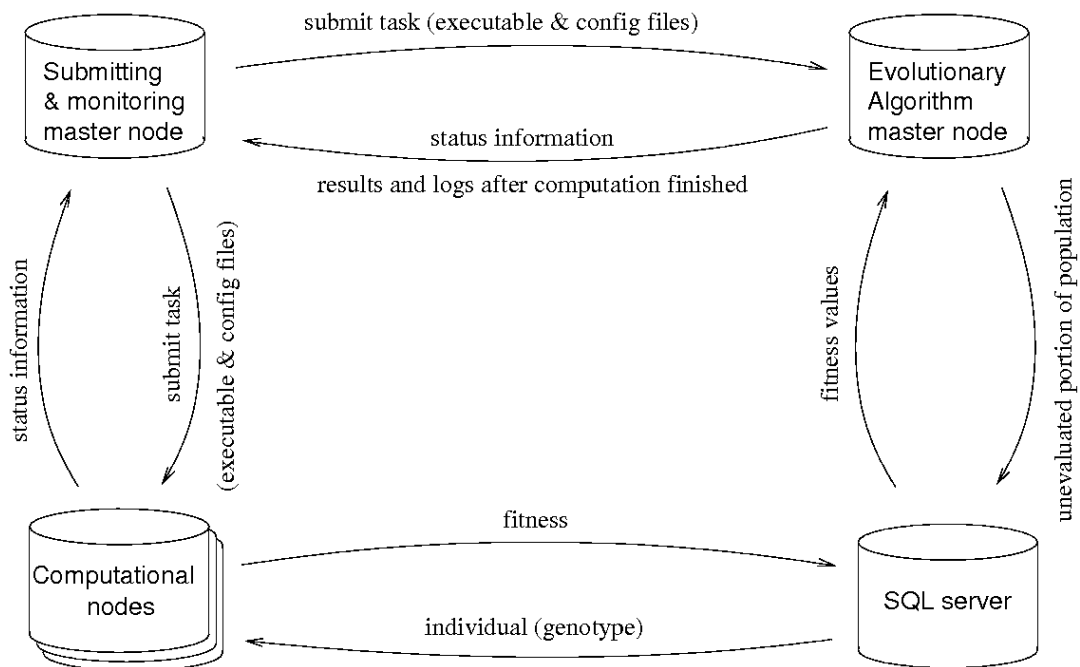 submit task (executable & config files)
Submitting
& monitoring
master node
Evolutionary
Algorithm
master node
status information
results and logs after computation finished
status information
submit task
(executable & config files)
fitness values
unevaluated portion of population
fitness
Computational
nodes
SQL server
individual (genotype)